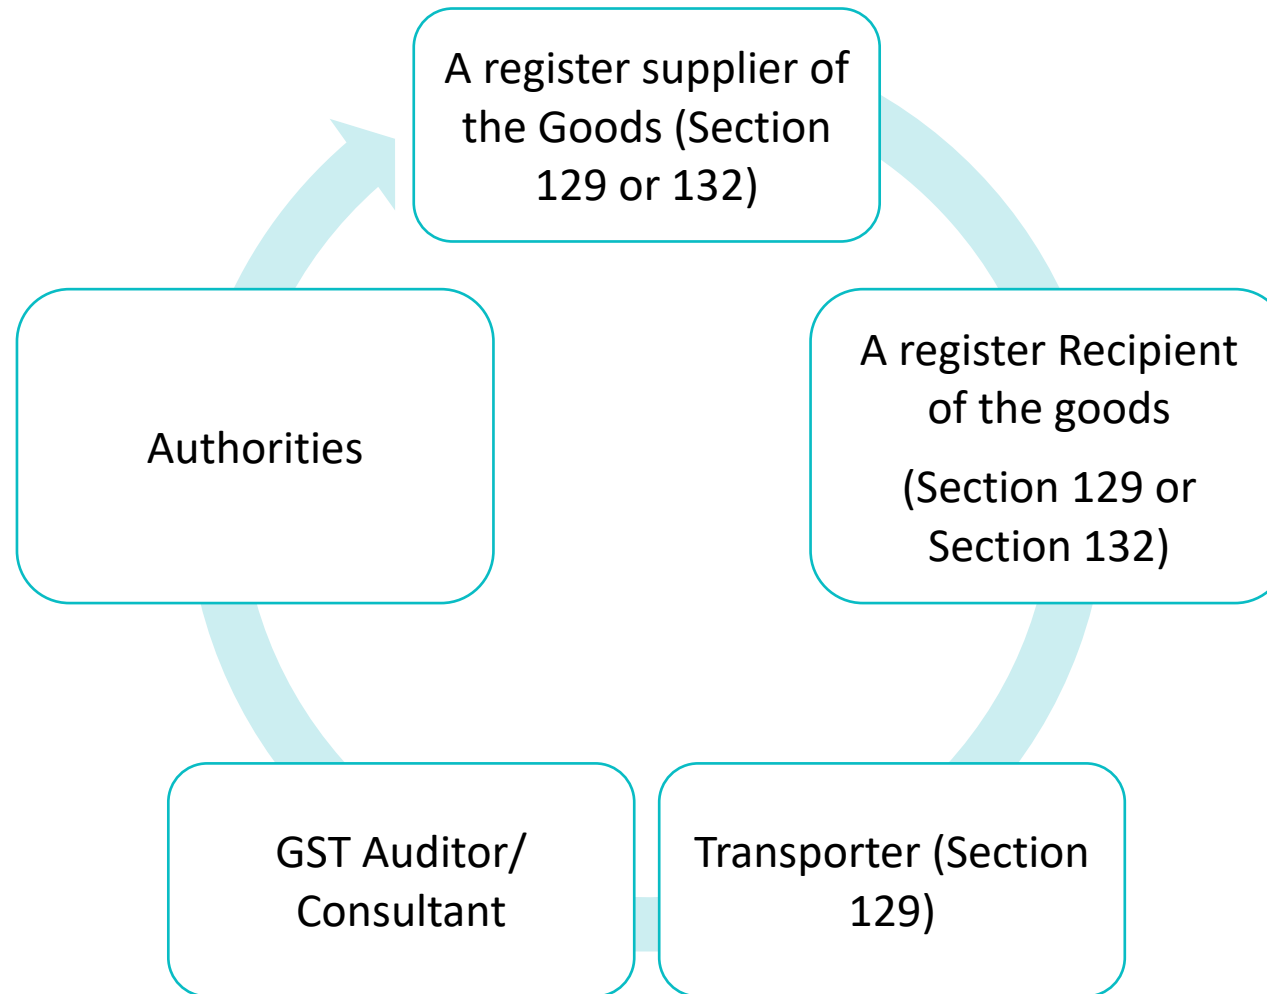 A register supplier of
the Goods (Section
129 or 132)
A register Recipient
of the goods
(Section 129 or
Section 132)
Transporter (Section
129)
GST Auditor/
Consultant
Authorities